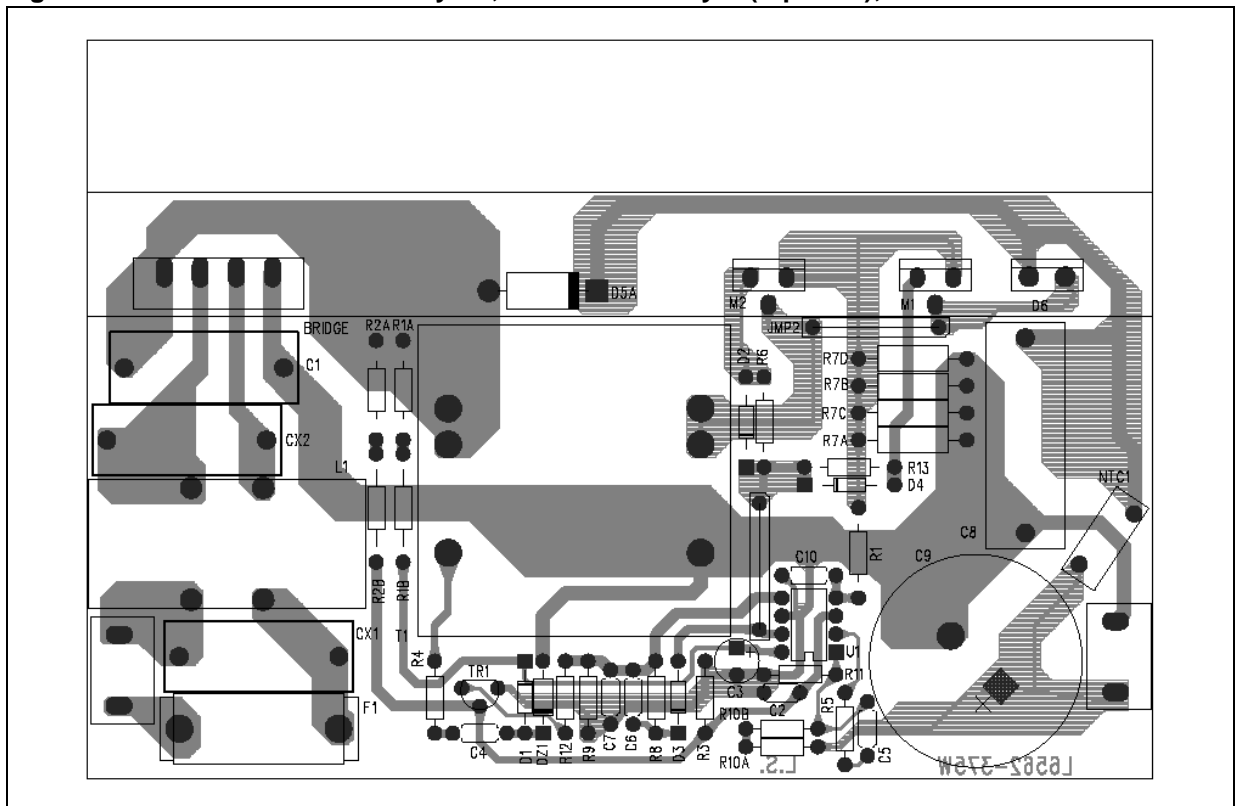 D5A
M2
M1
D6
BRIDGE
R2A
R1A
JMP2
C1
D2
R6
R7D
R7B
R7C
R7A
CX2
L1
R13
D4
NTC1
C8
C9
R1
C10
R2B
R1B
CX1
T1
R4
TR1
U1
R11
C3
C2
R10B
R5
F1
C4
D1
DZ1
R12
R9
C7
C6
R8
D3
R3
R10A
C5
L.S.
L6562-375W